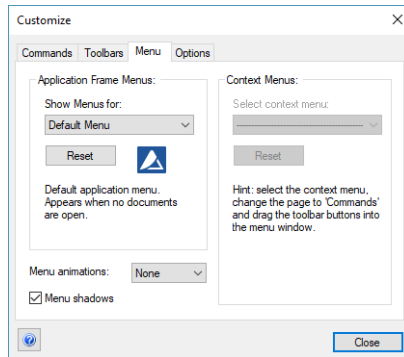 Customize
Commands Toolbars Menu Options
Application Frame Menus:
Show Menus for:
Default Menu
Reset
Default application menu.
Appears when no documents
are open.
Context Menus:
Select context menu:
Reset
Hint: select the context menu,
change the page to 'Commands'
and drag the toolbar buttons into
the menu window.
Menu animations: None
Menu shadows
Close